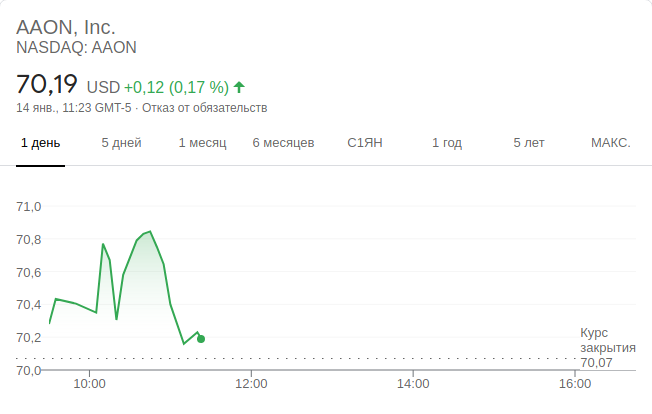 AAON, Inc.
NASDAQ: AAON
70,19 USD +0,12 (0,17 %)
14 янв., 11:23 GMT-5 · Отказ от обязательств
1 день 5 дней 1 месяц 6 месяцев С1ЯН 1 год 5 лет МАКС.
71,0
70,8
70,6
70,4
70,2
70,0
Курс
закрытия
70,07
10:00 12:00 14:00 16:00